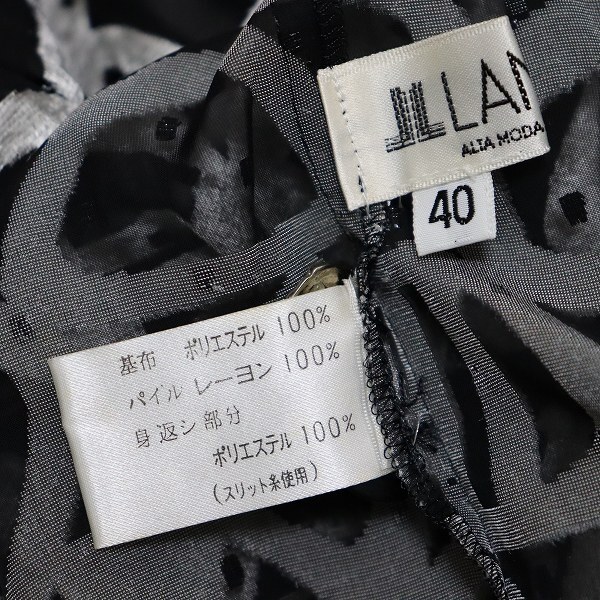 LAN
ALTA MODA
40
基布 ポリエステル 100%
パイル レーヨン 100%
身返シ部分
ポリエステル 100%
(スリット糸使用)